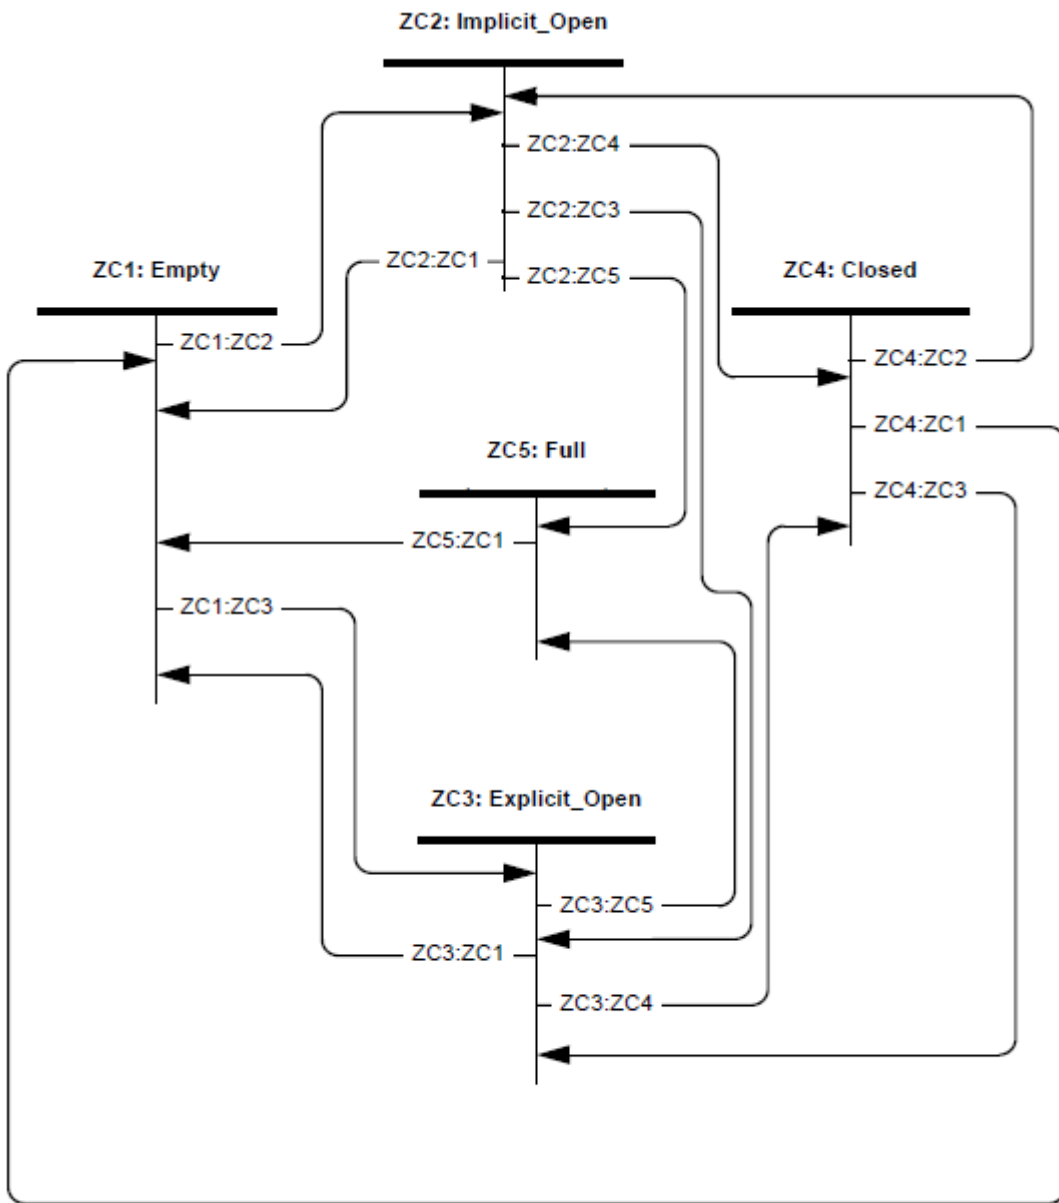 ZC2: Implicit_Open
ZC2:ZC4
ZC2:ZC3
ZC2:ZC1
ZC2:ZC5
ZC1: Empty
ZC4: Closed
ZC1:ZC2
ZC4:ZC2
ZC4:ZC1
ZC5: Full
ZC4:ZC3
ZC5:ZC1
ZC1:ZC3
ZC3: Explicit_Open
ZC3:ZC5
ZC3:ZC1
ZC3:ZC4